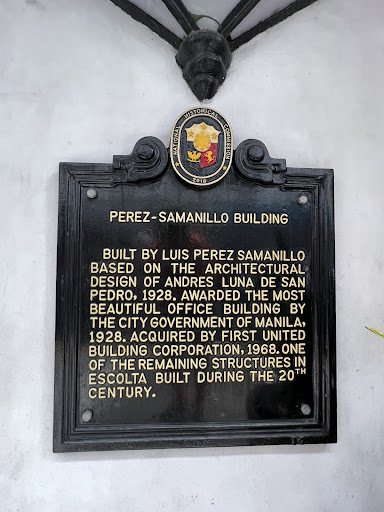 NATIONAL HISTORICAL COMMISSION
2018
PEREZ-SAMANILLO BUILDING
BUILT BY LUIS PEREZ SAMANILLO
BASED ON THE ARCHITECTURAL
DESIGN OF ANDRES LUNA DE SAN
PEDRO, 1928. AWARDED THE MOST
BEAUTIFUL OFFICE BUILDING BY
THE CITY GOVERNMENT OF MANILA,
1928. ACQUIRED BY FIRST UNITED
BUILDING CORPORATION, 1968. ONE
OF THE REMAINING STRUCTURES IN
ESCOLTA BUILT DURING THE 20TH
CENTURY.